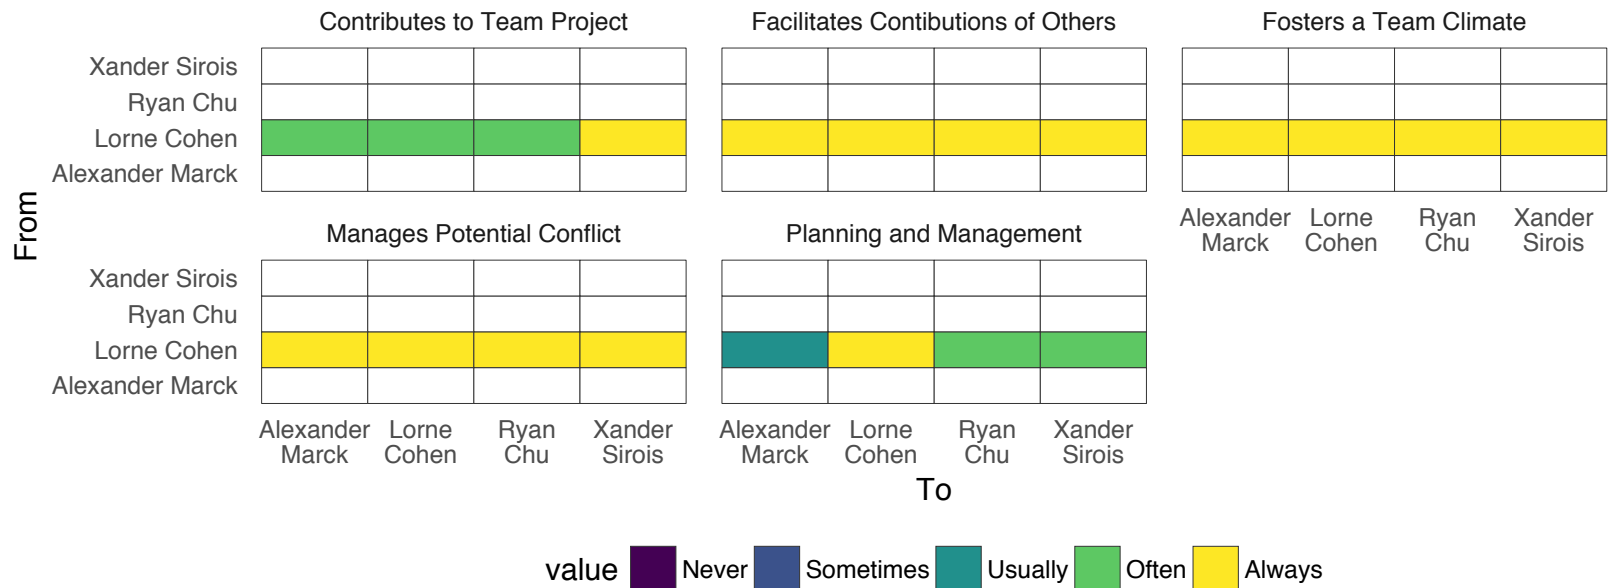 Contributes to Team Project
Facilitates Contibutions of Others
Fosters a Team Climate
Xander Sirois
Ryan Chu
Lorne Cohen
Alexander Marck
Alexander Lorne Ryan Xander
Marck Cohen Chu Sirois
From
Manages Potential Conflict
Planning and Management
Xander Sirois
Ryan Chu
Lorne Cohen
Alexander Marck
Alexander Lorne Ryan Xander
Marck Cohen Chu Sirois
Alexander Lorne Ryan Xander
Marck Cohen Chu Sirois
To
value Never Sometimes Usually Often Always